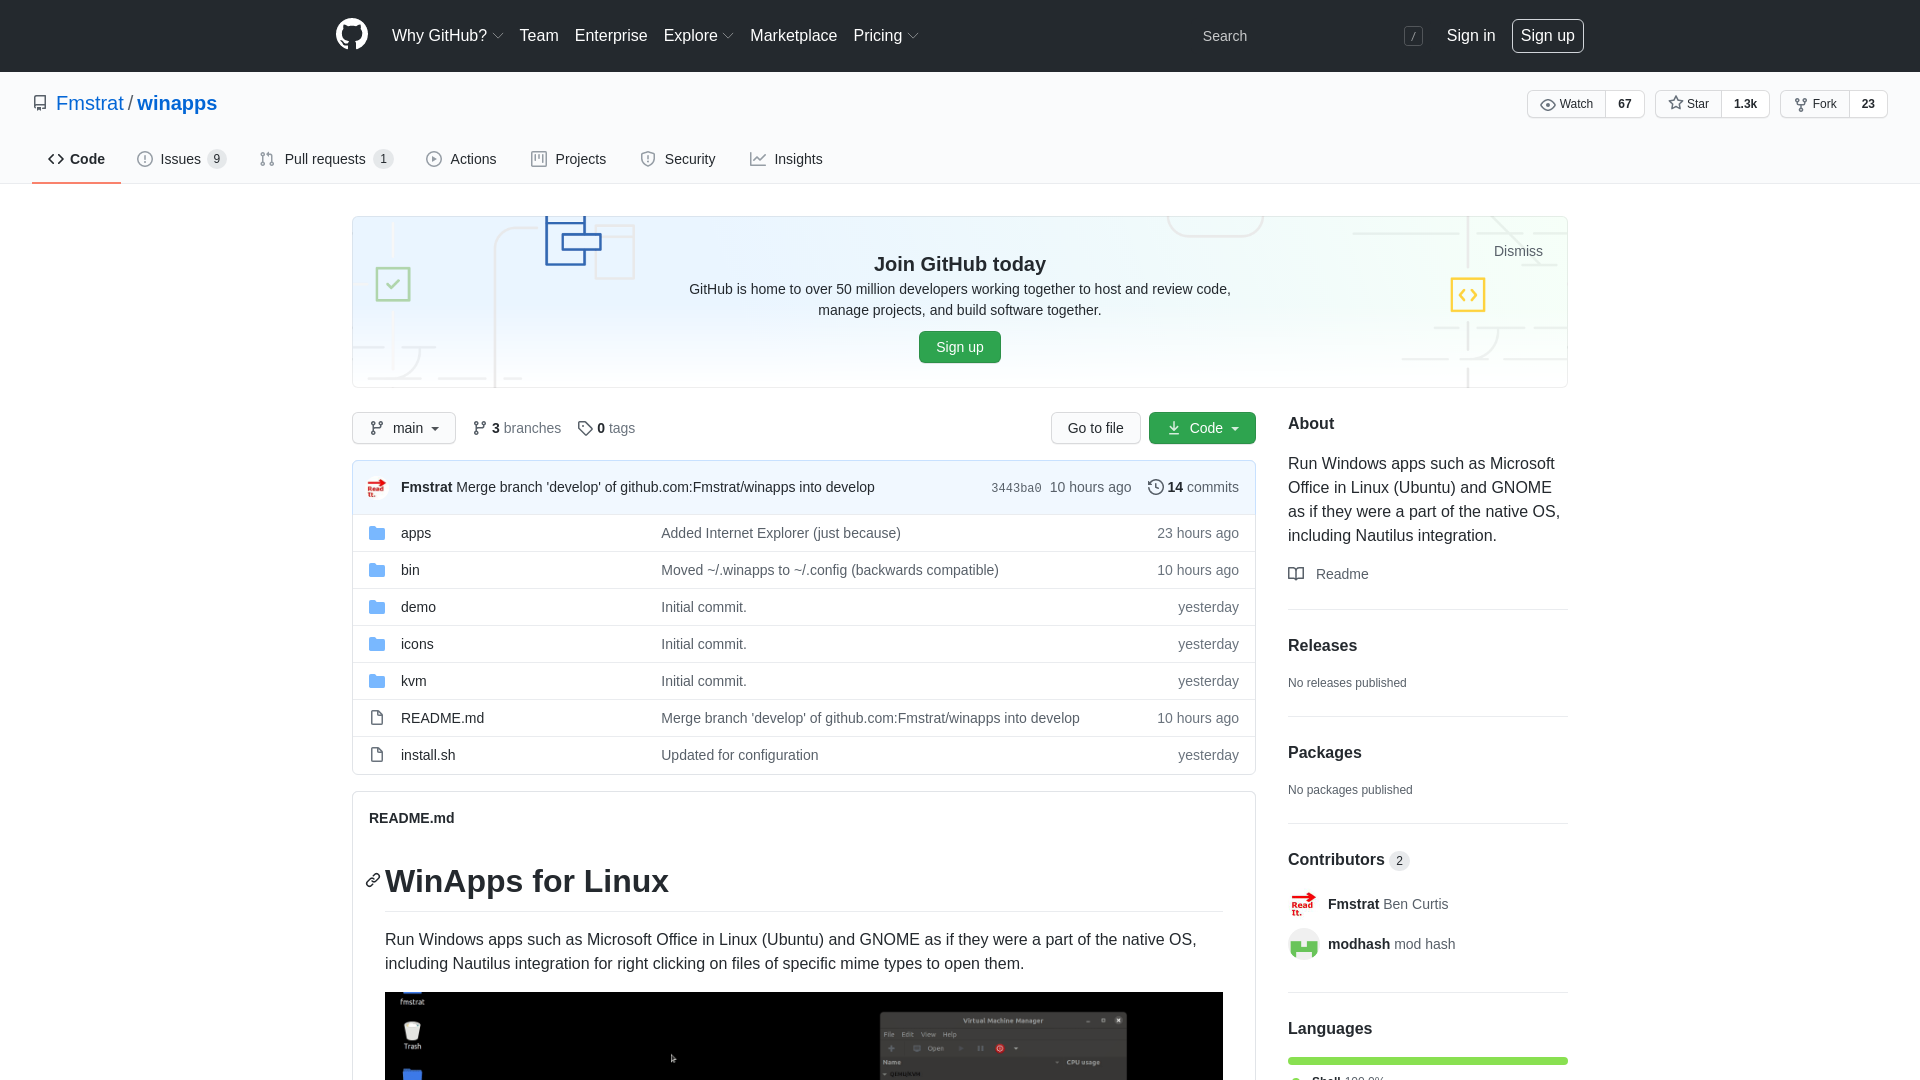 Why GitHub? Team Enterprise Explore Marketplace Pricing Search / Sign in Sign up
Fmstrat / winapps Watch 67 Star 1.3k Fork 23
Code Issues 9 Pull requests 1 Actions Projects Security Insights
Dismiss
Join GitHub today
GitHub is home to over 50 million developers working together to host and review code,
manage projects, and build software together.
Sign up
main 3 branches 0 tags Go to file Code
Read It. Fmstrat Merge branch 'develop' of github.com:Fmstrat/winapps into develop 3443ba0 10 hours ago 14 commits
apps Added Internet Explorer (just because) 23 hours ago
bin Moved ~/.winapps to ~/.config (backwards compatible) 10 hours ago
demo Initial commit. yesterday
icons Initial commit. yesterday
kvm Initial commit. yesterday
README.md Merge branch 'develop' of github.com:Fmstrat/winapps into develop 10 hours ago
install.sh Updated for configuration yesterday
README.md
WinApps for Linux
Run Windows apps such as Microsoft Office in Linux (Ubuntu) and GNOME as if they were a part of the native OS,
including Nautilus integration for right clicking on files of specific mime types to open them.
fmstrat
Trash
Virtual Machine Manager
File Edit View Help
Open
Name CPU usage
About
Run Windows apps such as Microsoft
Office in Linux (Ubuntu) and GNOME
as if they were a part of the native OS,
including Nautilus integration.
Readme
Releases
No releases published
Packages
No packages published
Contributors 2
Read It. Fmstrat Ben Curtis
modhash mod hash
Languages
Shell 100.0%